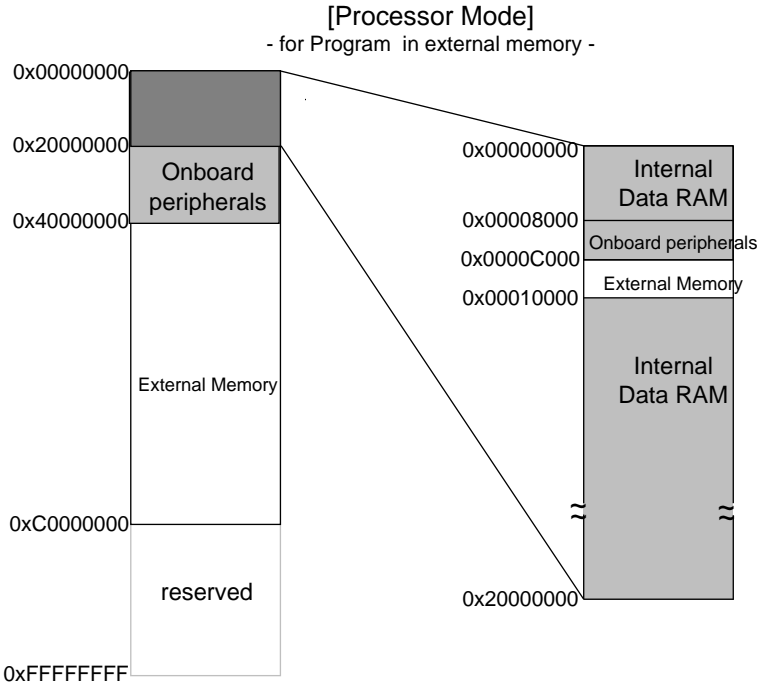 [Processor Mode]
- for Program in external memory -
0x00000000
0x20000000
Onboard
peripherals
0x40000000
External Memory
0xC0000000
reserved
0xFFFFFFFF
0x00000000
Internal
Data RAM
0x00008000
Onboard peripherals
0x0000C000
External Memory
0x00010000
Internal
Data RAM
0x20000000